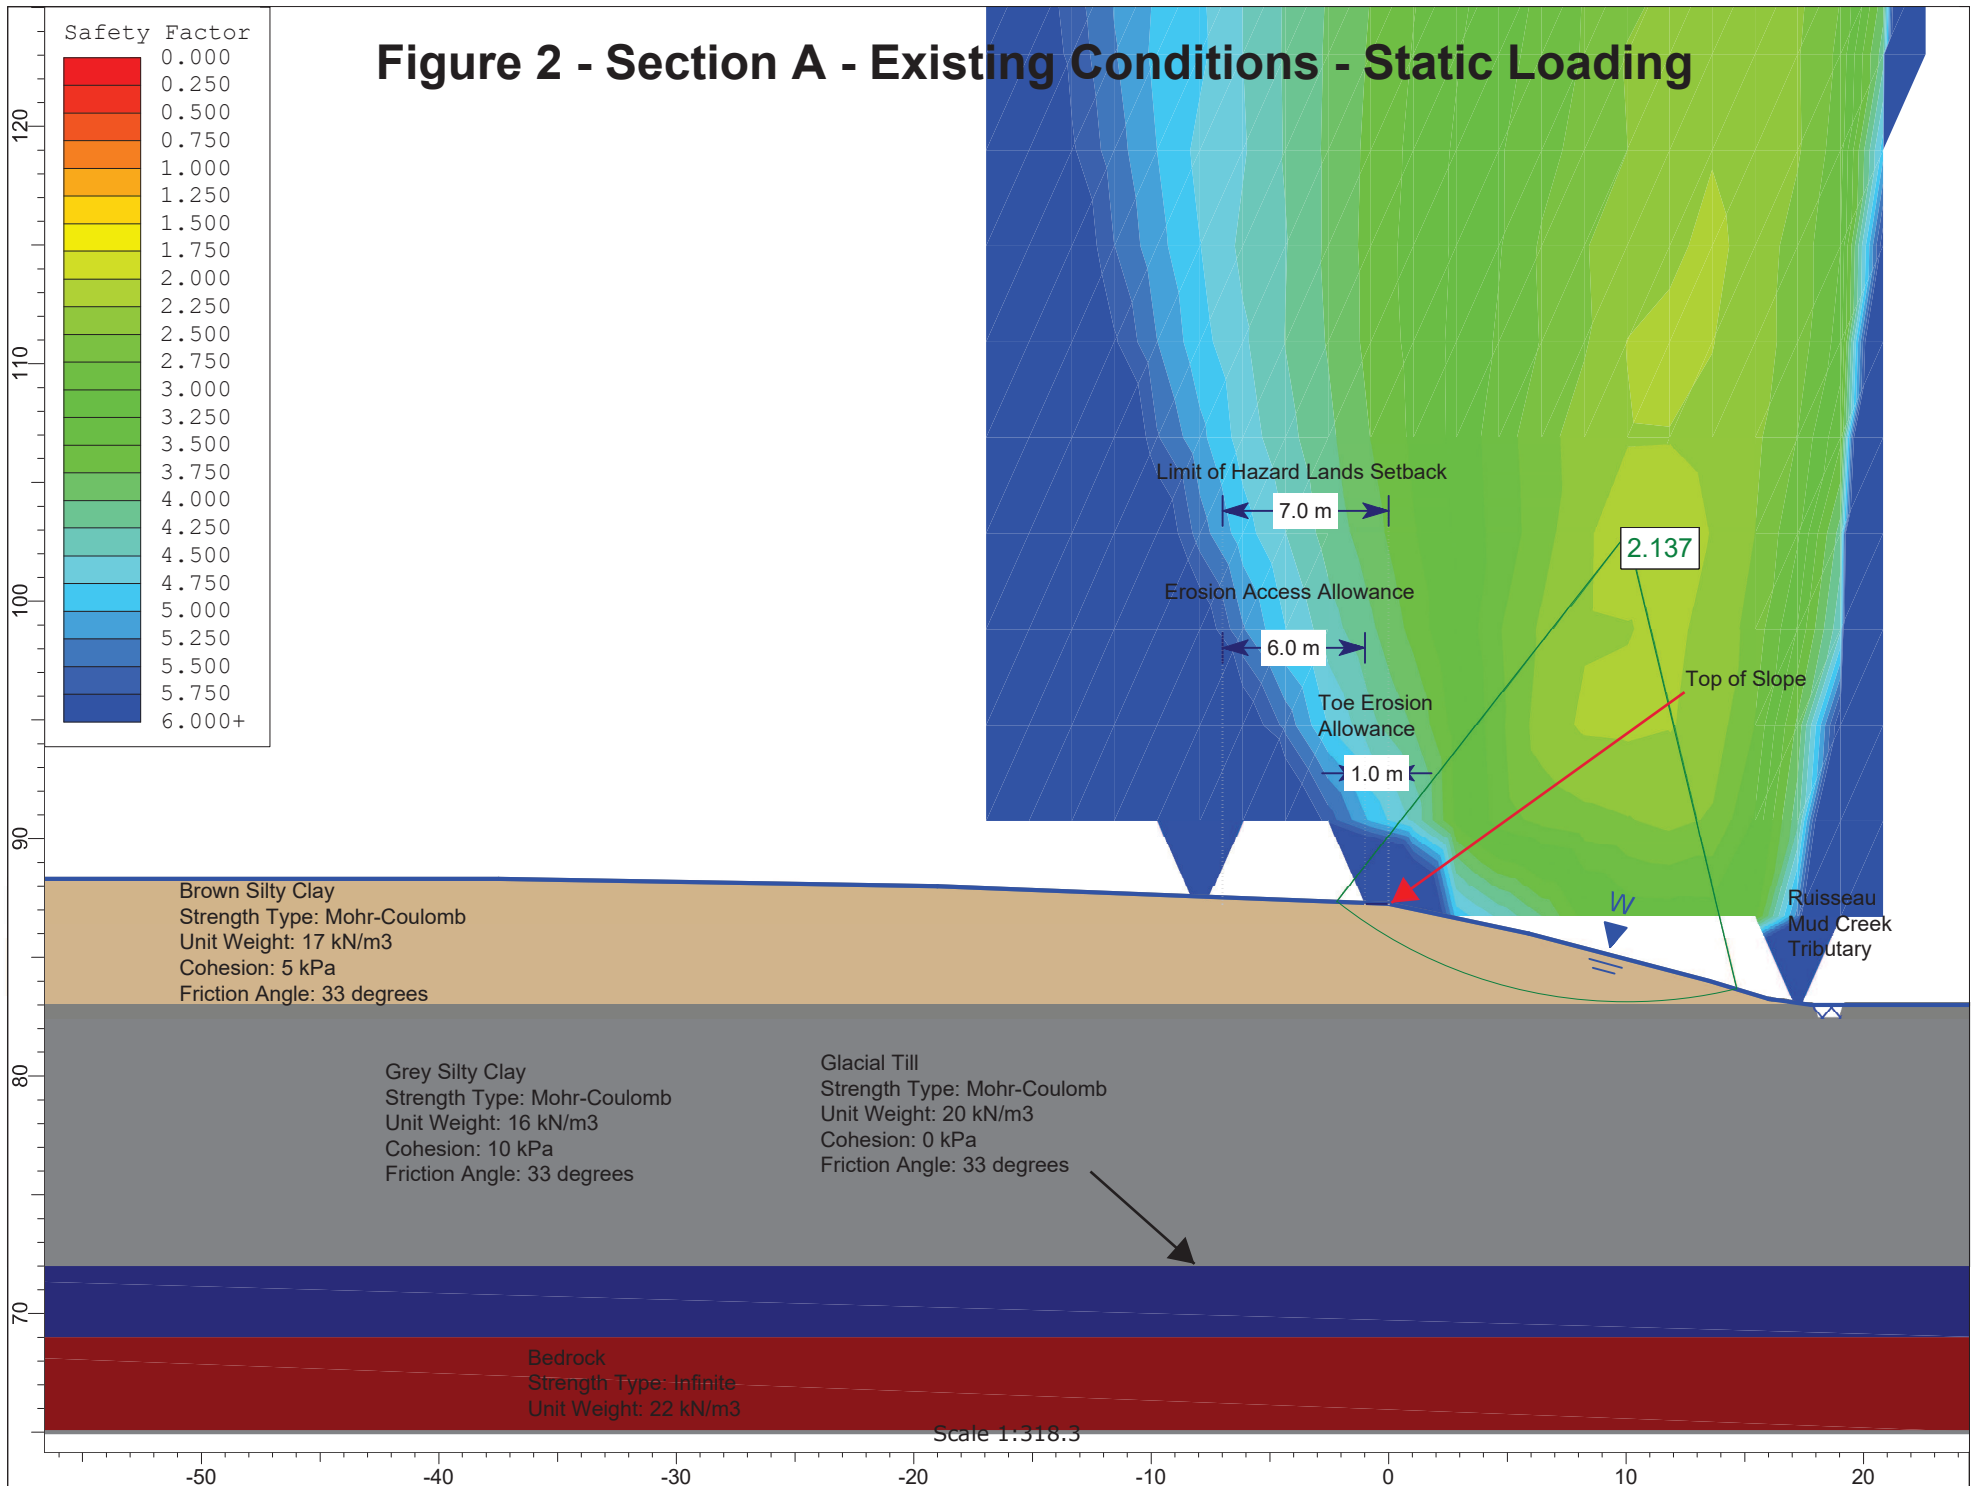 Figure 2 - Section A - Existing Conditions - Static Loading
Safety Factor
0.000
0.250
0.500
0.750
1.000
1.250
1.500
1.750
2.000
2.250
2.500
2.750
3.000
3.250
3.500
3.750
4.000
4.250
4.500
4.750
5.000
5.250
5.500
5.750
6.000+
120
110
100
90
80
70
Limit of Hazard Lands Setback
7.0 m
2.137
Erosion Access Allowance
6.0 m
Top of Slope
Toe Erosion
Allowance
1.0 m
W
Ruisseau
Mud Creek
Tributary
Brown Silty Clay
Strength Type: Mohr-Coulomb
Unit Weight: 17 kN/m3
Cohesion: 5 kPa
Friction Angle: 33 degrees
Grey Silty Clay
Strength Type: Mohr-Coulomb
Unit Weight: 16 kN/m3
Cohesion: 10 kPa
Friction Angle: 33 degrees
Glacial Till
Strength Type: Mohr-Coulomb
Unit Weight: 20 kN/m3
Cohesion: 0 kPa
Friction Angle: 33 degrees
Bedrock
Strength Type: Infinite
Unit Weight: 22 kN/m3
Scale 1:318.3
-50
-40
-30
-20
-10
0
10
20